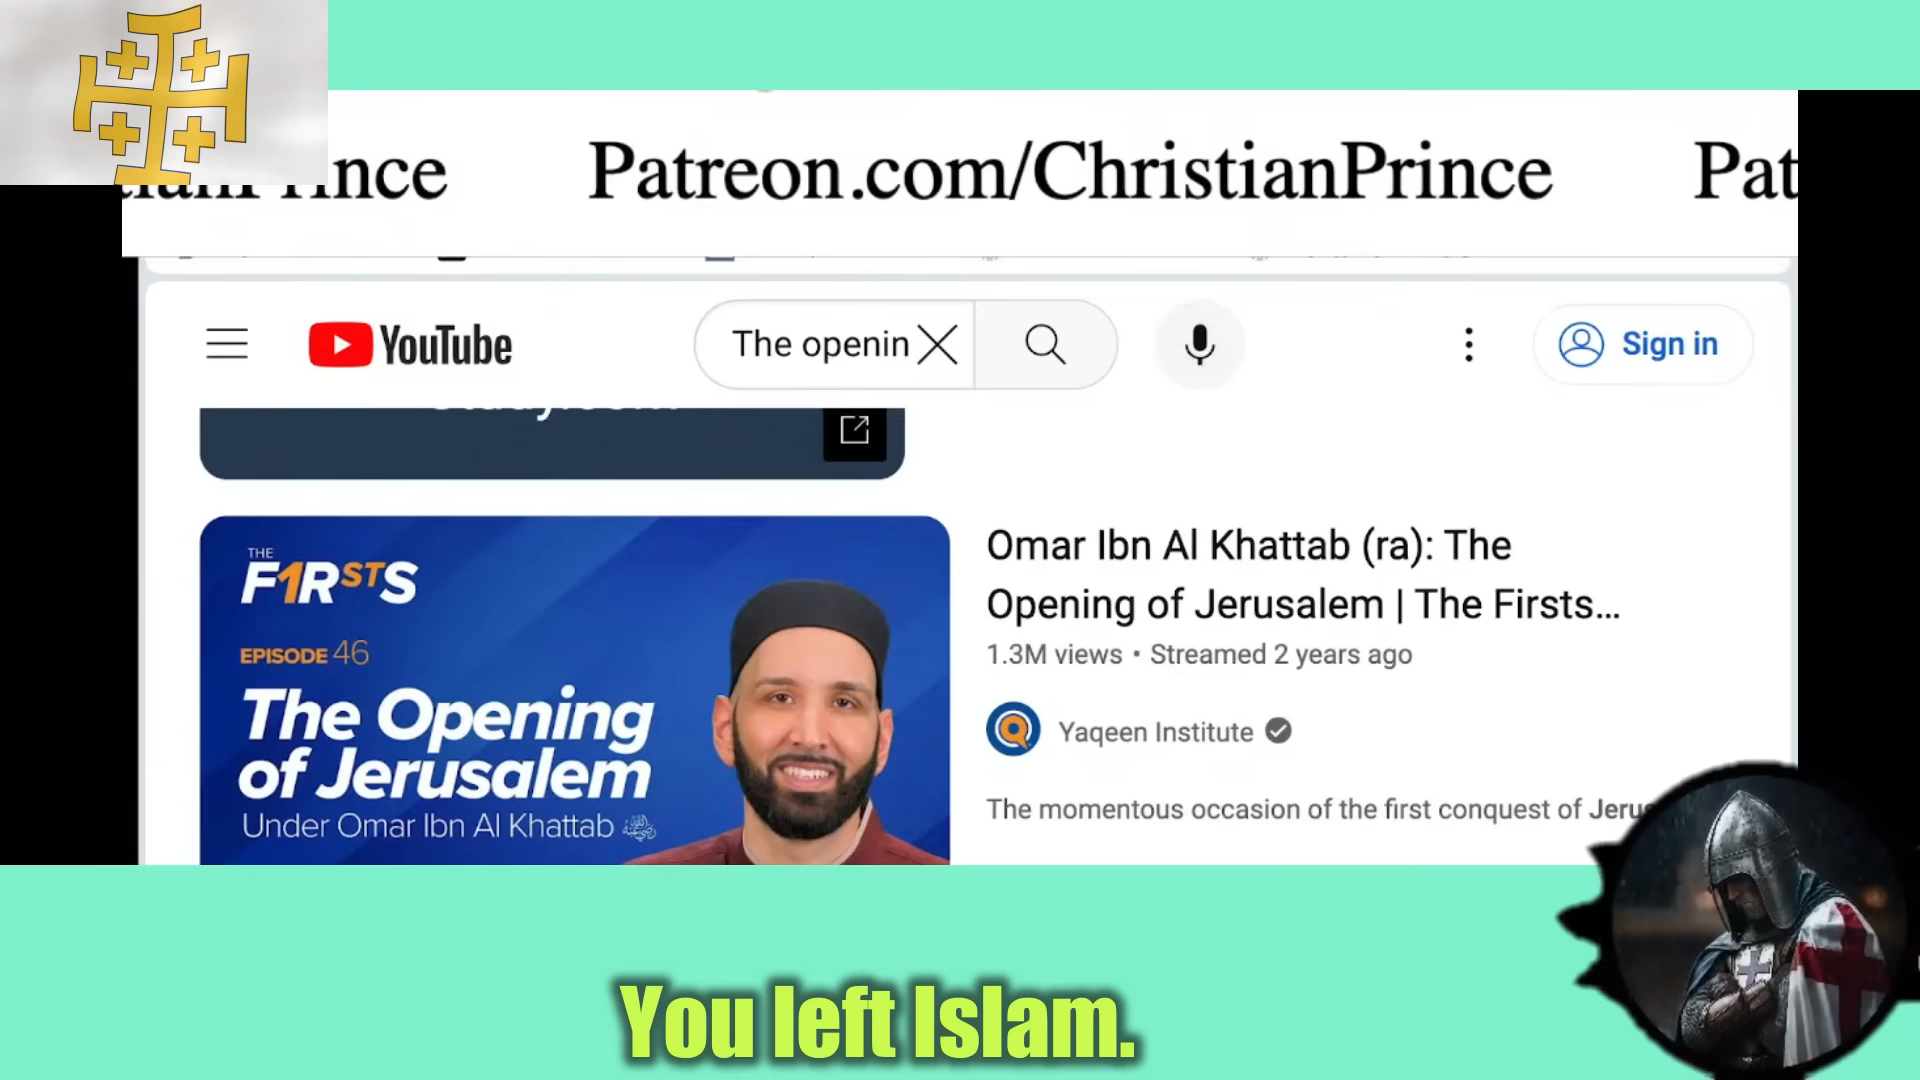 Prince Patreon.com/ChristianPrince Pat
YouTube
The openin
Sign in
THE
F1RSTS
EPISODE 46
The Opening
of Jerusalem
Under Omar Ibn Al Khattab
Omar Ibn Al Khattab (ra): The
Opening of Jerusalem | The Firsts...
1.3M views • Streamed 2 years ago
Yaqeen Institute
The momentous occasion of the first conquest of Jeru
You left Islam.